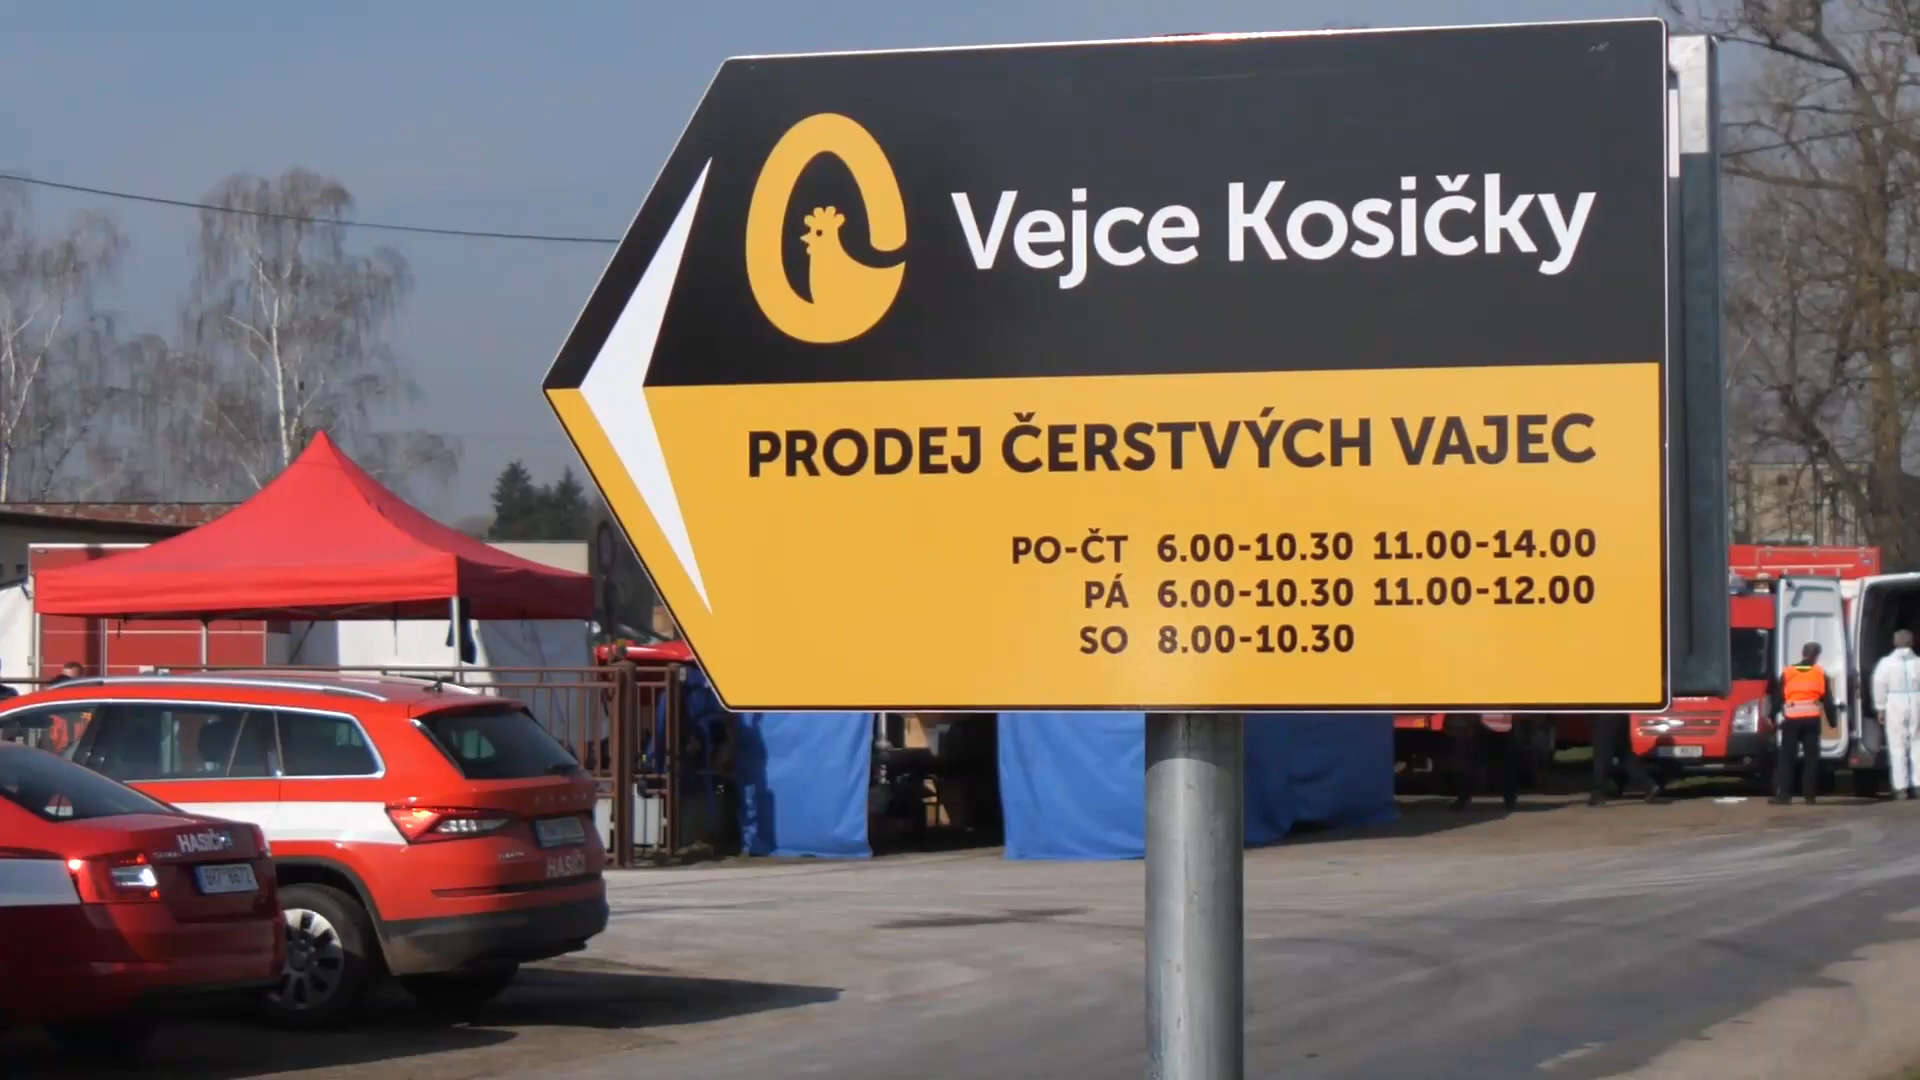 Vejce Kosičky
PRODEJ ČERSTVÝCH VAJEC
PO-ČT 6.00-10.30 11.00-14.00
PÁ 6.00-10.30 11.00-12.00
SO 8.00-10.30
HASIČI
HASIČI